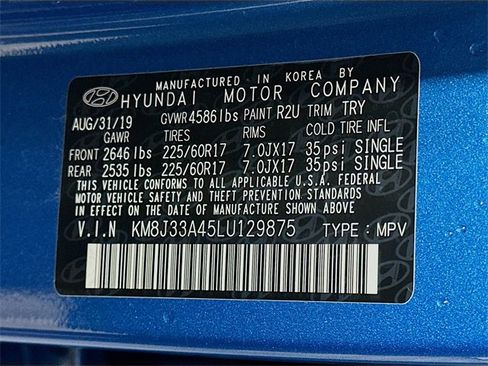 MANUFACTURED IN KOREA BY
HYUNDAI MOTOR COMPANY
AUG/31/19 GVWR 4586 lbs PAINT R2U TRIM TRY
GAWR TIRES RIMS COLD TIRE INFL
FRONT 2646 lbs 225/60R17 7.0JX17 35psi SINGLE
REAR 2535 lbs 225/60R17 7.0JX17 35psi SINGLE
THIS VEHICLE CONFORMS TO ALL APPLICABLE U.S.A. FEDERAL
MOTOR VEHICLE SAFETY, BUMPER, AND THEFT PREVENTION STANDARDS
IN EFFECT ON THE DATE OF MANUFACTURE SHOWN ABOVE.
V.I.N KM8J33A45LU129875 TYPE : MPV